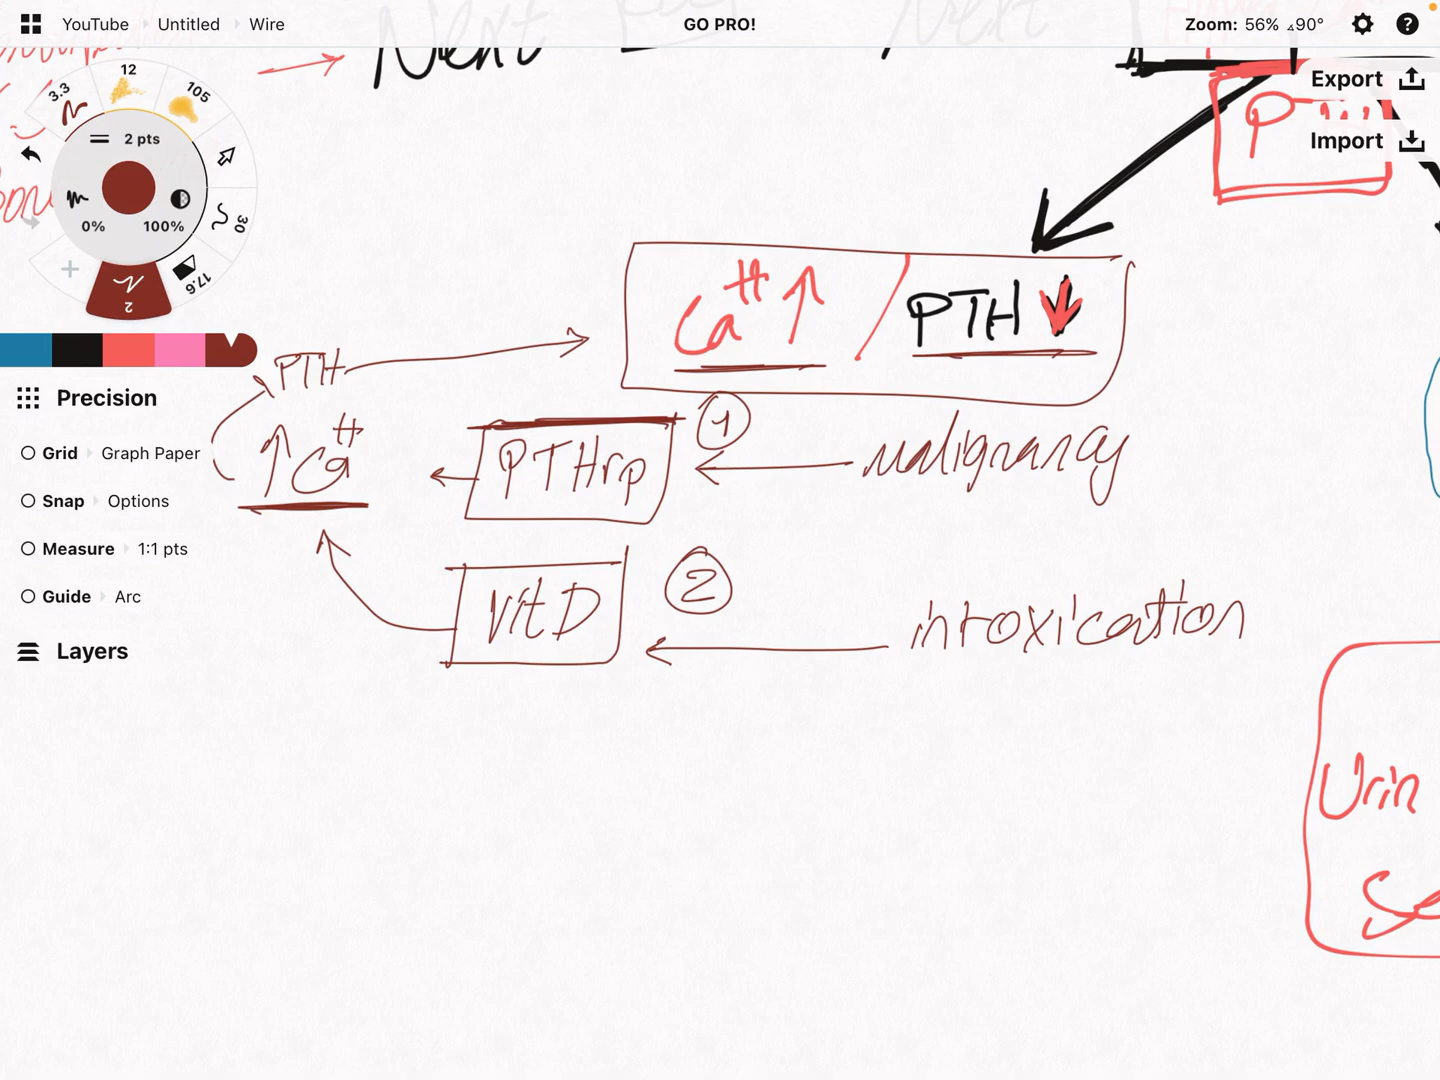 YouTube Untitled Wire
GO PRO!
Zoom: 56% ⦟90°
Next
Export
Import
3.3
12
105
2 pts
0%
100%
30
17.6
2
P
Ca++ ↑ / PTH ↓
PTH
↑ Ca++
PTHrp
1
malignancy
Vit D
2
intoxication
Precision
Grid Graph Paper
Snap Options
Measure 1:1 pts
Guide Arc
Layers
Urin